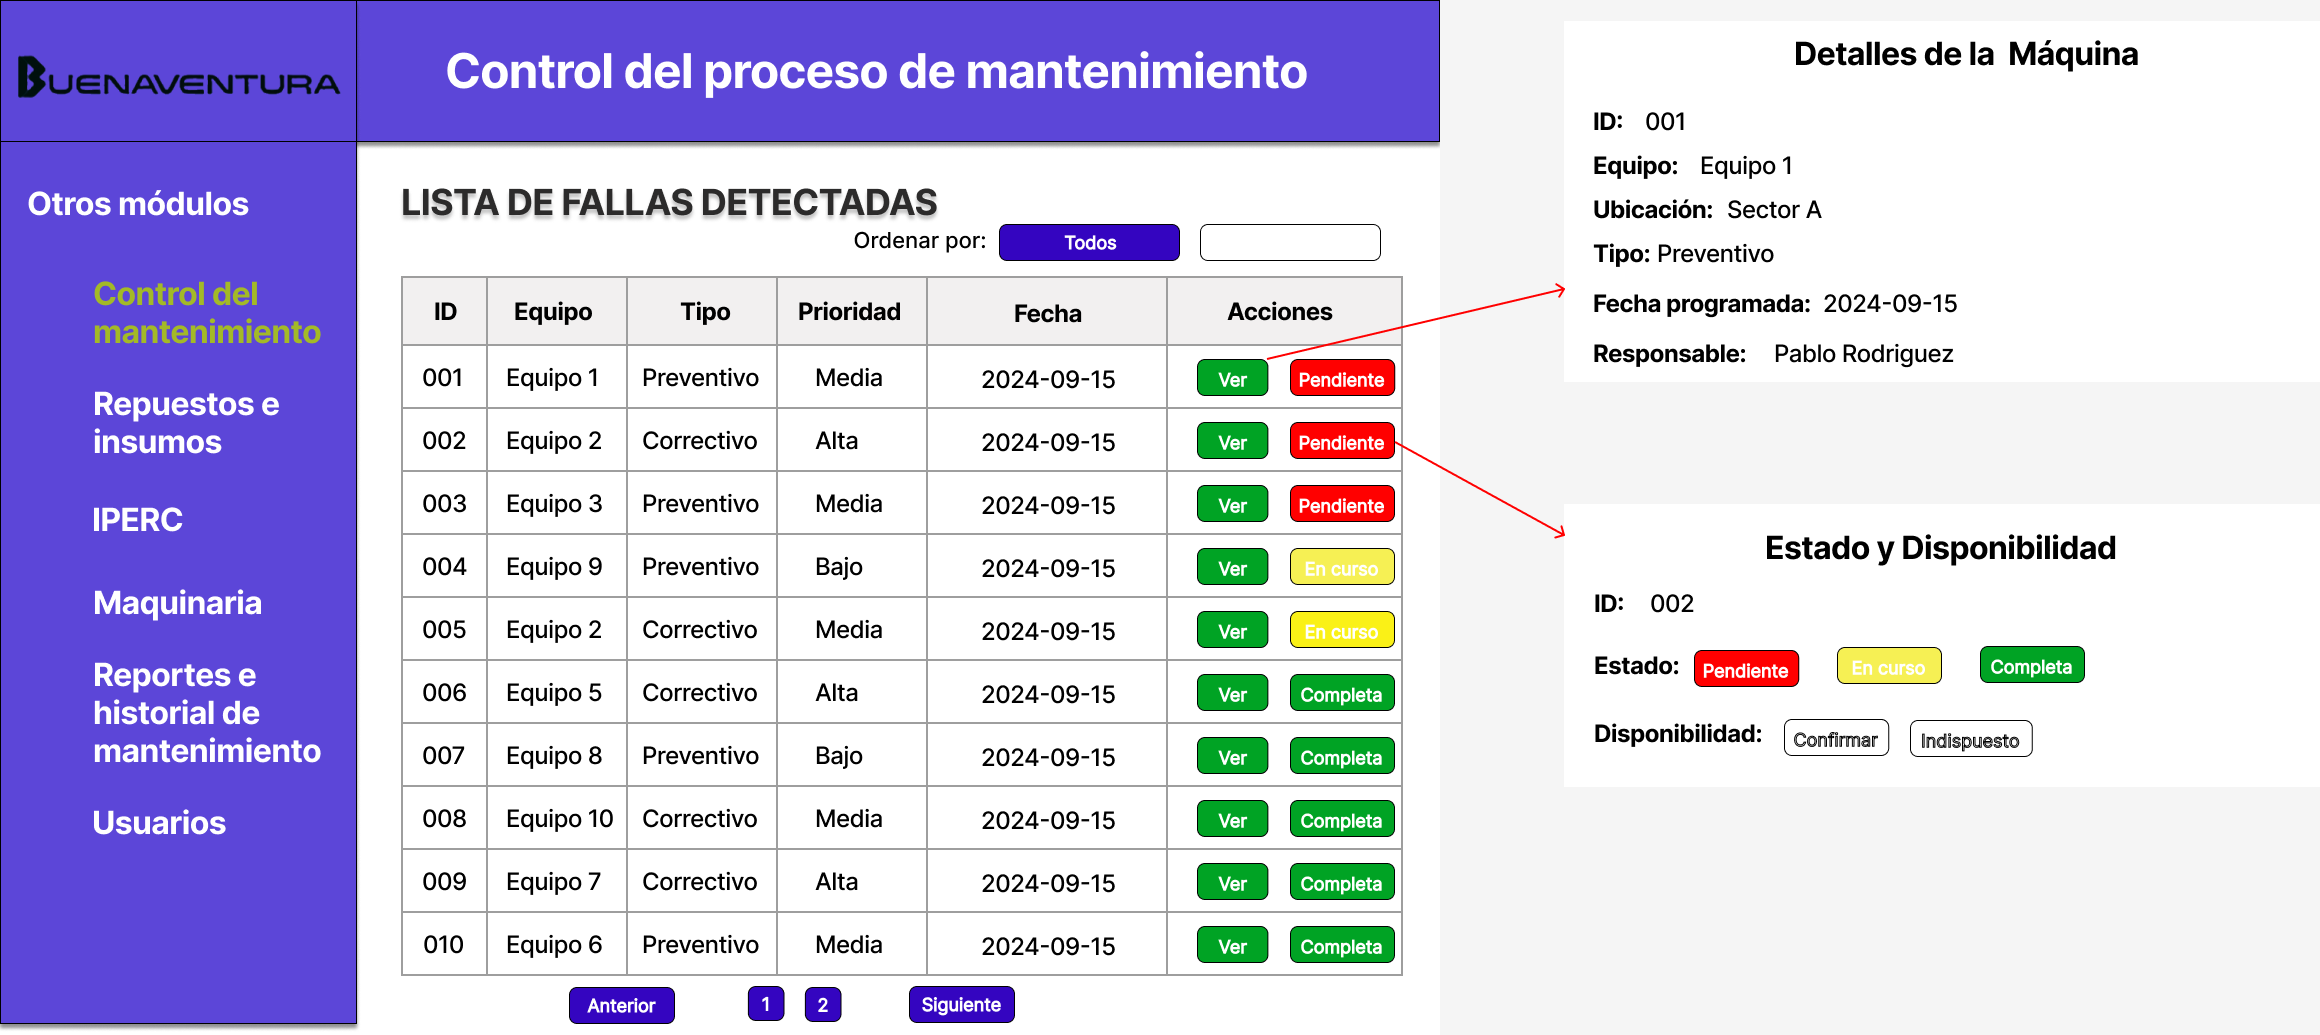 BUENAVENTURA
Control del proceso de mantenimiento
Otros módulos
Control del
mantenimiento
Repuestos e
insumos
IPERC
Maquinaria
Reportes e
historial de
mantenimiento
Usuarios
LISTA DE FALLAS DETECTADAS
Ordenar por: Todos
ID Equipo Tipo Prioridad Fecha Acciones
001 Equipo 1 Preventivo Media 2024-09-15 Ver Pendiente
002 Equipo 2 Correctivo Alta 2024-09-15 Ver Pendiente
003 Equipo 3 Preventivo Media 2024-09-15 Ver Pendiente
004 Equipo 9 Preventivo Bajo 2024-09-15 Ver En curso
005 Equipo 2 Correctivo Media 2024-09-15 Ver En curso
006 Equipo 5 Correctivo Alta 2024-09-15 Ver Completa
007 Equipo 8 Preventivo Bajo 2024-09-15 Ver Completa
008 Equipo 10 Correctivo Media 2024-09-15 Ver Completa
009 Equipo 7 Correctivo Alta 2024-09-15 Ver Completa
010 Equipo 6 Preventivo Media 2024-09-15 Ver Completa
Anterior 1 2 Siguiente
Detalles de la Máquina
ID: 001
Equipo: Equipo 1
Ubicación: Sector A
Tipo: Preventivo
Fecha programada: 2024-09-15
Responsable: Pablo Rodriguez
Estado y Disponibilidad
ID: 002
Estado: Pendiente En curso Completa
Disponibilidad: Confirmar Indispuesto